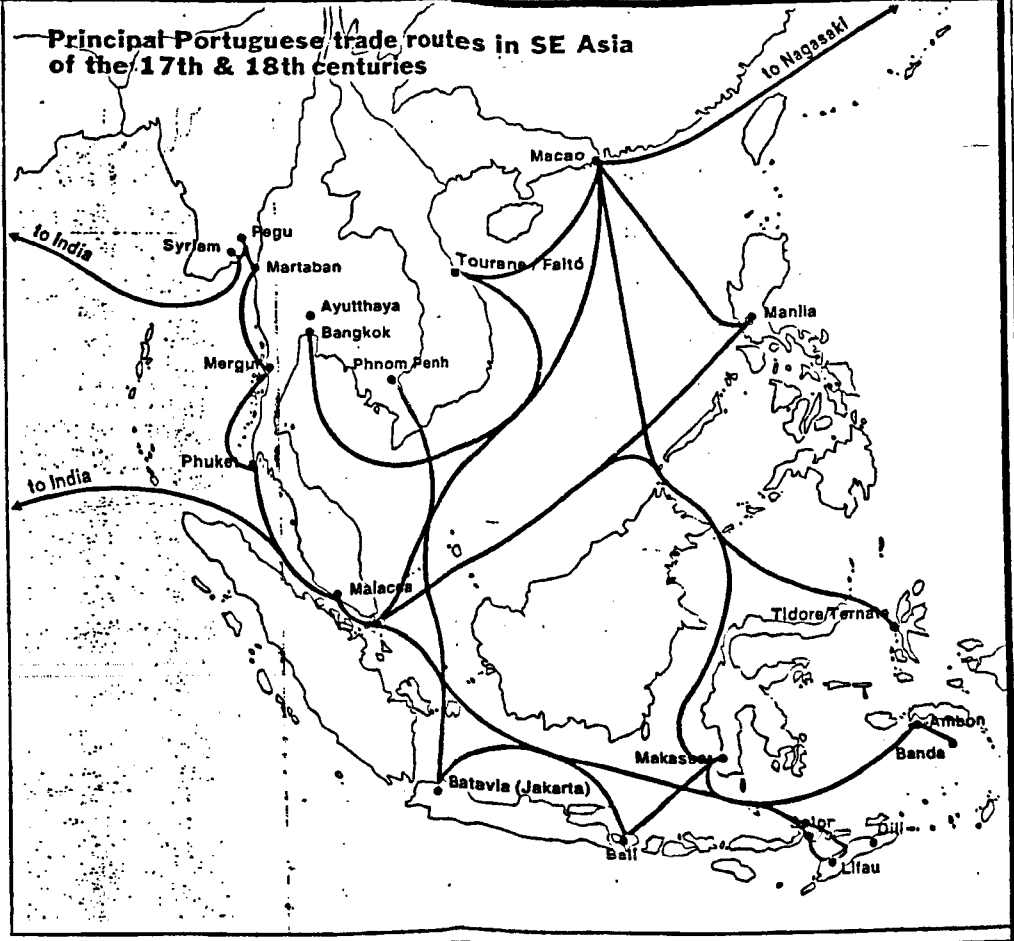 Principal Portuguese trade routes in SE Asia
of the 17th & 18th centuries
to Nagasaki
Macao
Pegu
to India
Syriam
Martaban
Tourane / Faifó
Ayutthaya
Bangkok
Manila
Mergui
Phnom Penh
Phuket
to India
Malacca
Tidore/Ternate
Ambon
Makassar
Banda
Batavia (Jakarta)
Solor
Dili
Bali
Lifau